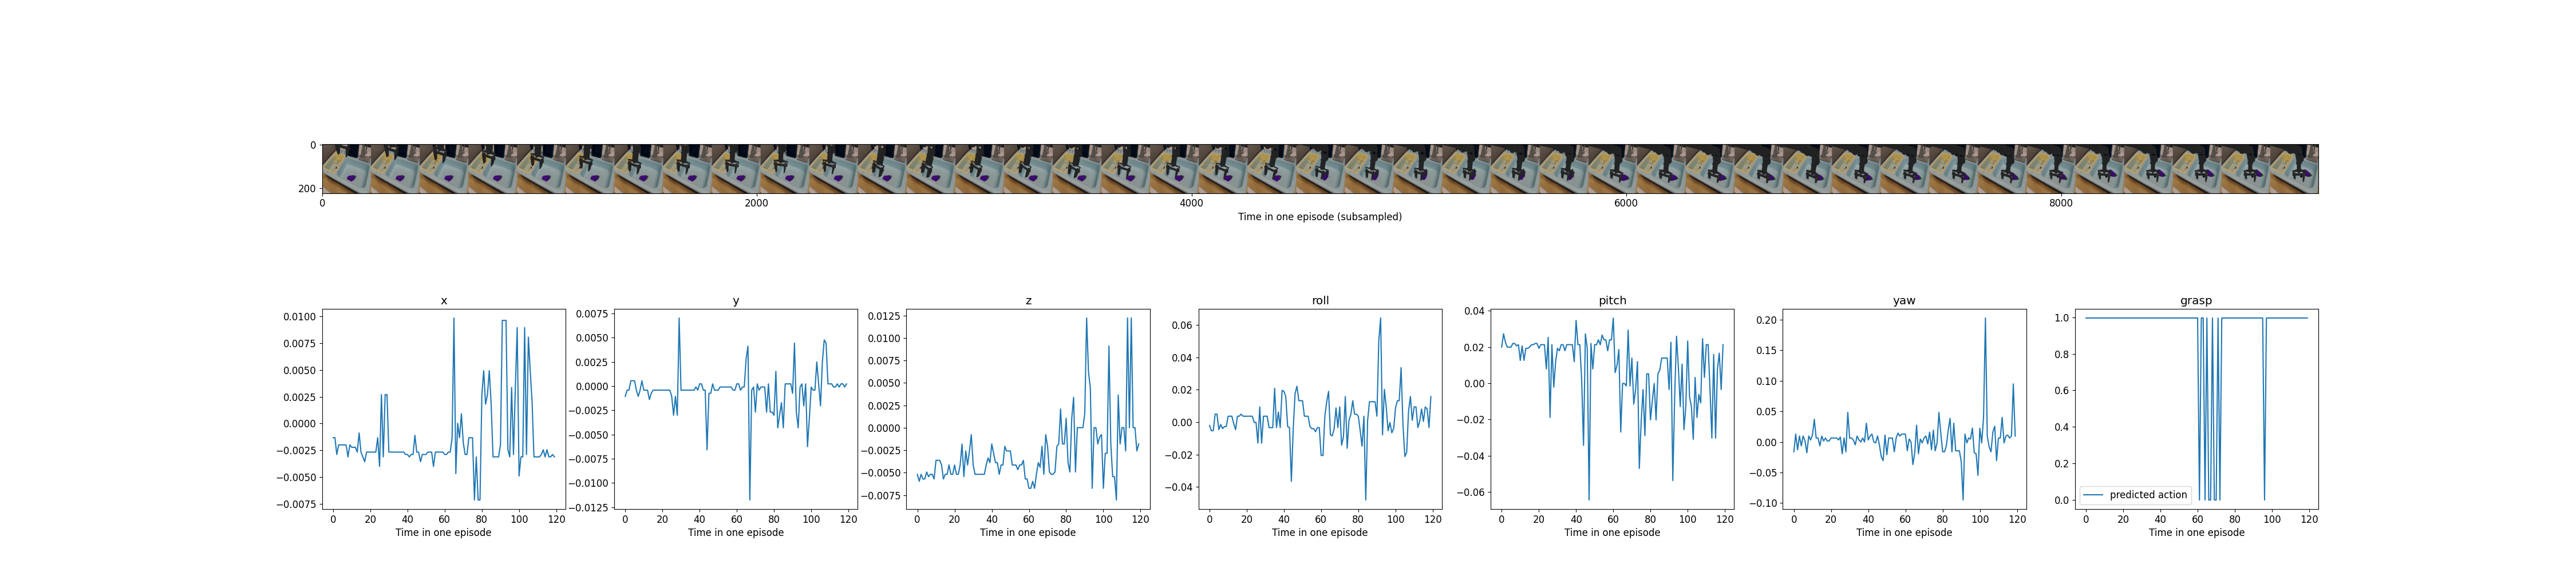 0
200
0 2000 4000 6000 8000
Time in one episode (subsampled)
x
0.0100
0.0075
0.0050
0.0025
0.0000
−0.0025
−0.0050
−0.0075
0 20 40 60 80 100 120
Time in one episode
y
0.0075
0.0050
0.0025
0.0000
−0.0025
−0.0050
−0.0075
−0.0100
−0.0125
0 20 40 60 80 100 120
Time in one episode
z
0.0125
0.0100
0.0075
0.0050
0.0025
0.0000
−0.0025
−0.0050
−0.0075
0 20 40 60 80 100 120
Time in one episode
roll
0.06
0.04
0.02
0.00
−0.02
−0.04
0 20 40 60 80 100 120
Time in one episode
pitch
0.04
0.02
0.00
−0.02
−0.04
−0.06
0 20 40 60 80 100 120
Time in one episode
yaw
0.20
0.15
0.10
0.05
0.00
−0.05
−0.10
0 20 40 60 80 100 120
Time in one episode
grasp
1.0
0.8
0.6
0.4
0.2
0.0
predicted action
0 20 40 60 80 100 120
Time in one episode